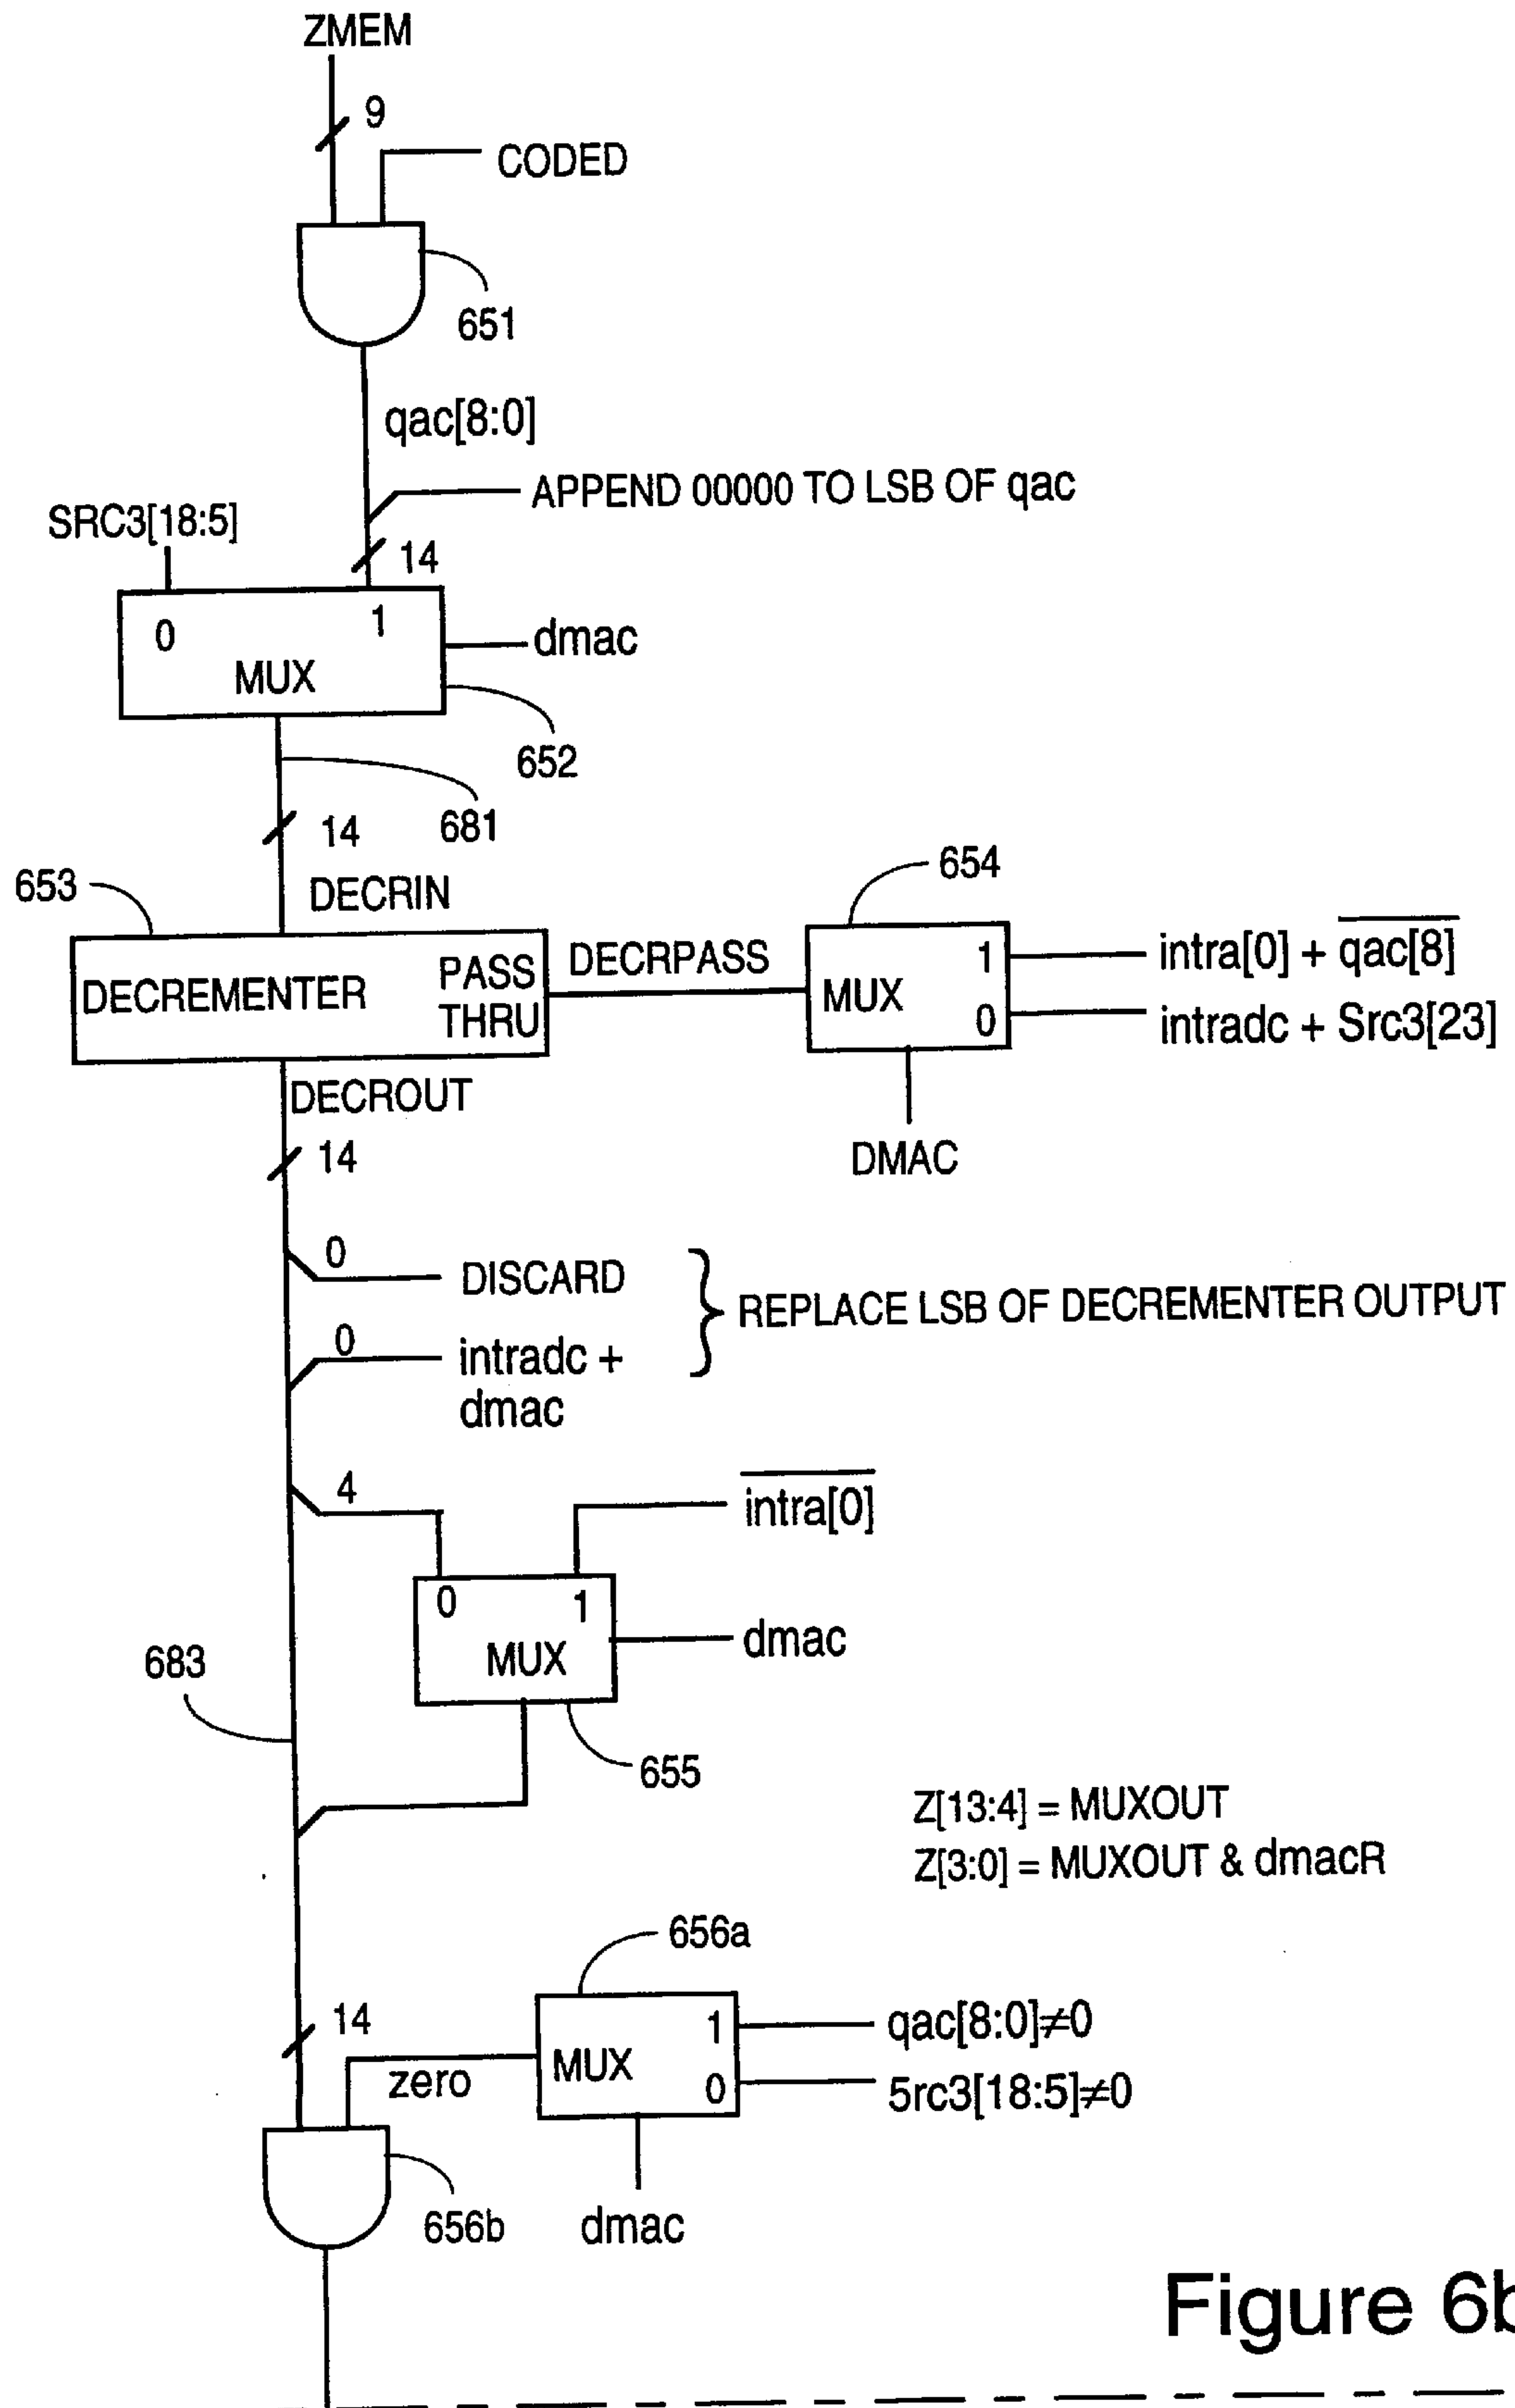 ZMEM
9
CODED
651
qac[8:0]
APPEND 00000 TO LSB OF qac
SRC3[18:5]
14
0
1
dmac
MUX
652
681
14
653
DECRIN
654
DECREMENTER
PASS
THRU
DECRPASS
MUX
1
0
intra[0] + q̅a̅c̅[̅8̅]̅
intradc + Src3[23]
DECROUT
DMAC
14
0
DISCARD
REPLACE LSB OF DECREMENTER OUTPUT
0
intradc +
dmac
4
i̅n̅t̅r̅a̅[̅0̅]̅
0
1
MUX
dmac
683
655
Z[13:4] = MUXOUT
Z[3:0] = MUXOUT & dmacR
656a
14
zero
MUX
1
0
qac[8:0]≠0
5rc3[18:5]≠0
656b
dmac
Figure 6b